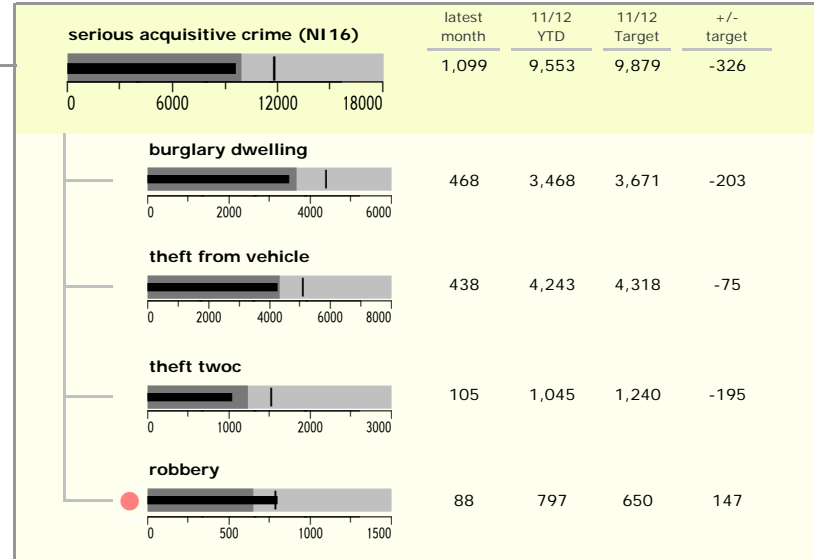 latest 11/12 11/12 +/-
month YTD Target target
serious acquisitive crime (NI16)
1,099 9,553 9,879 -326
0 6000 12000 18000
burglary dwelling
468 3,468 3,671 -203
0 2000 4000 6000
theft from vehicle
438 4,243 4,318 -75
0 2000 4000 6000 8000
theft twoc
105 1,045 1,240 -195
0 1000 2000 3000
robbery
88 797 650 147
0 500 1000 1500